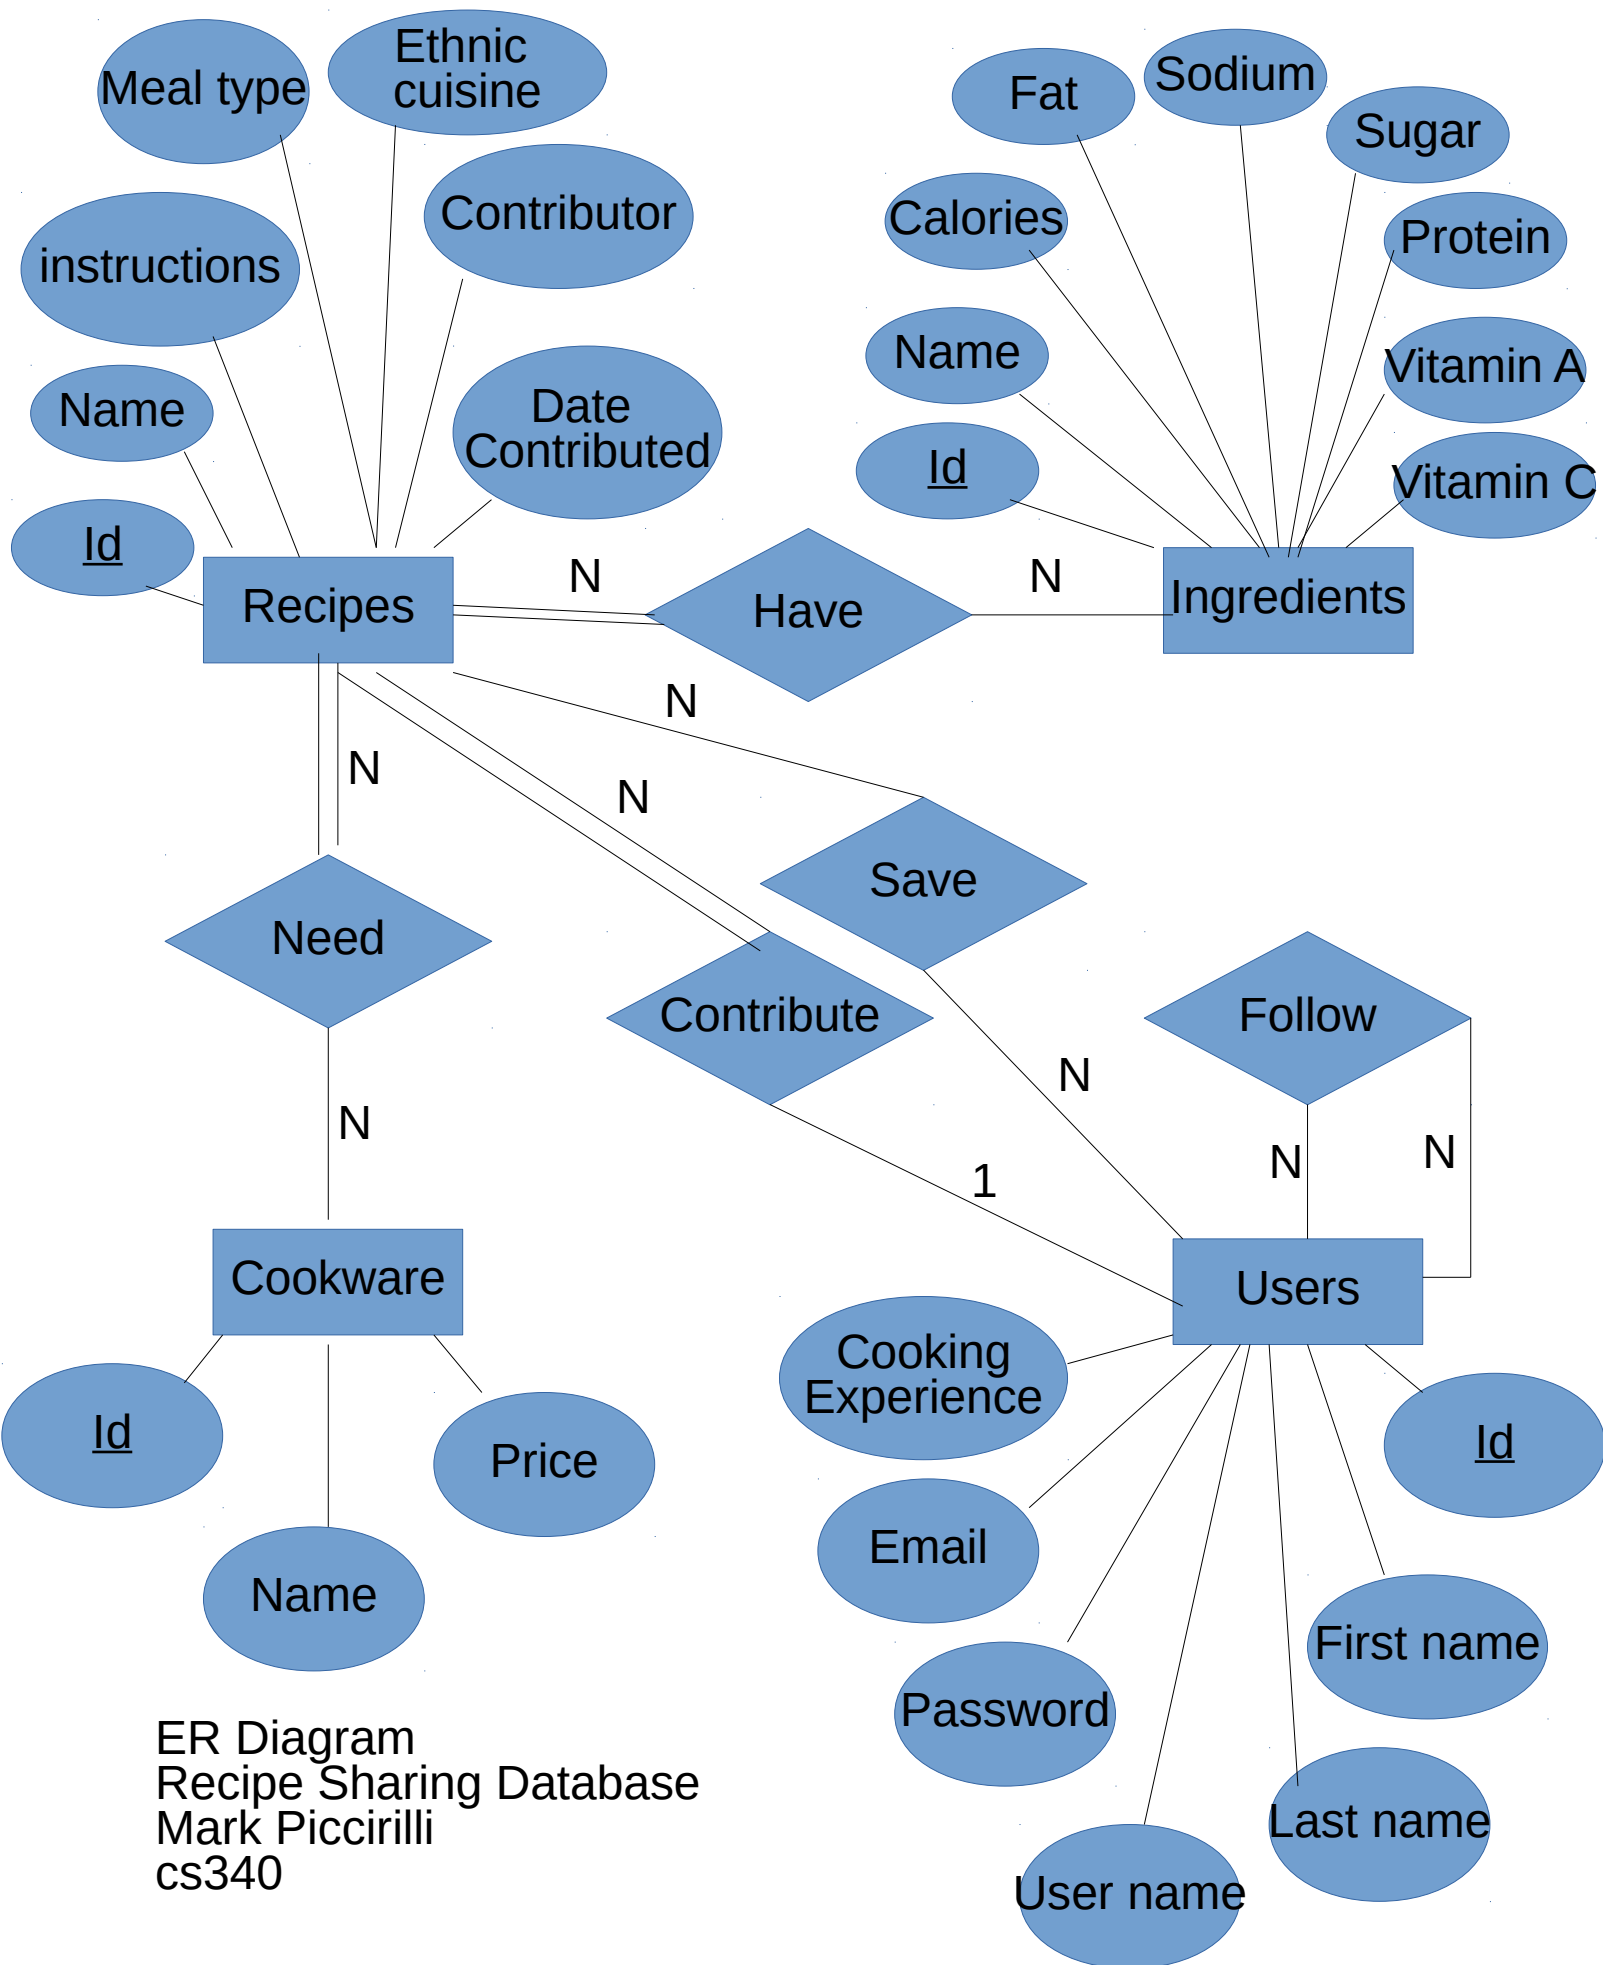 Meal type
Ethnic
cuisine
Contributor
instructions
Name
Date
Contributed
Id
Recipes
Fat
Sodium
Sugar
Calories
Protein
Name
Vitamin A
Id
Vitamin C
N
Have
N
Ingredients
N
N
N
Save
Need
Contribute
Follow
N
N
1
N
N
Cookware
Users
Cooking
Experience
Id
Price
Id
Email
Name
First name
Password
Last name
User name
ER Diagram
Recipe Sharing Database
Mark Piccirilli
cs340